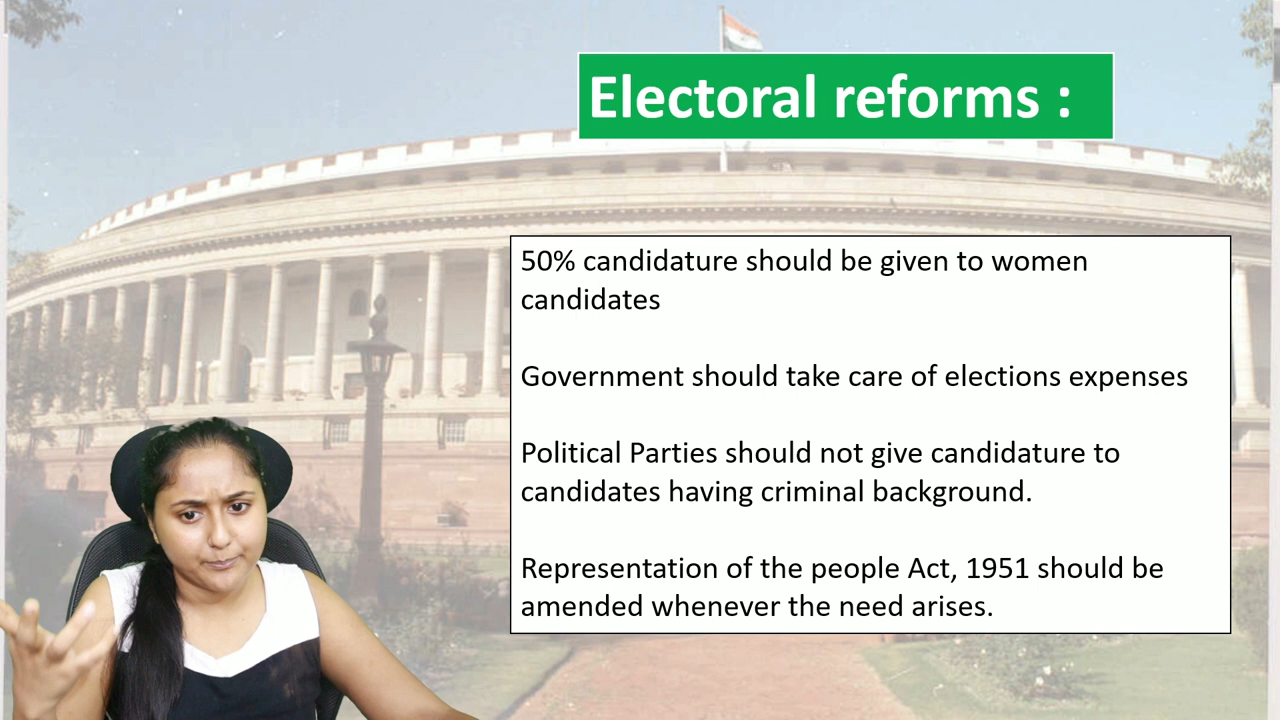 Electoral reforms :
50% candidature should be given to women
candidates
Government should take care of elections expenses
Political Parties should not give candidature to
candidates having criminal background.
Representation of the people Act, 1951 should be
amended whenever the need arises.